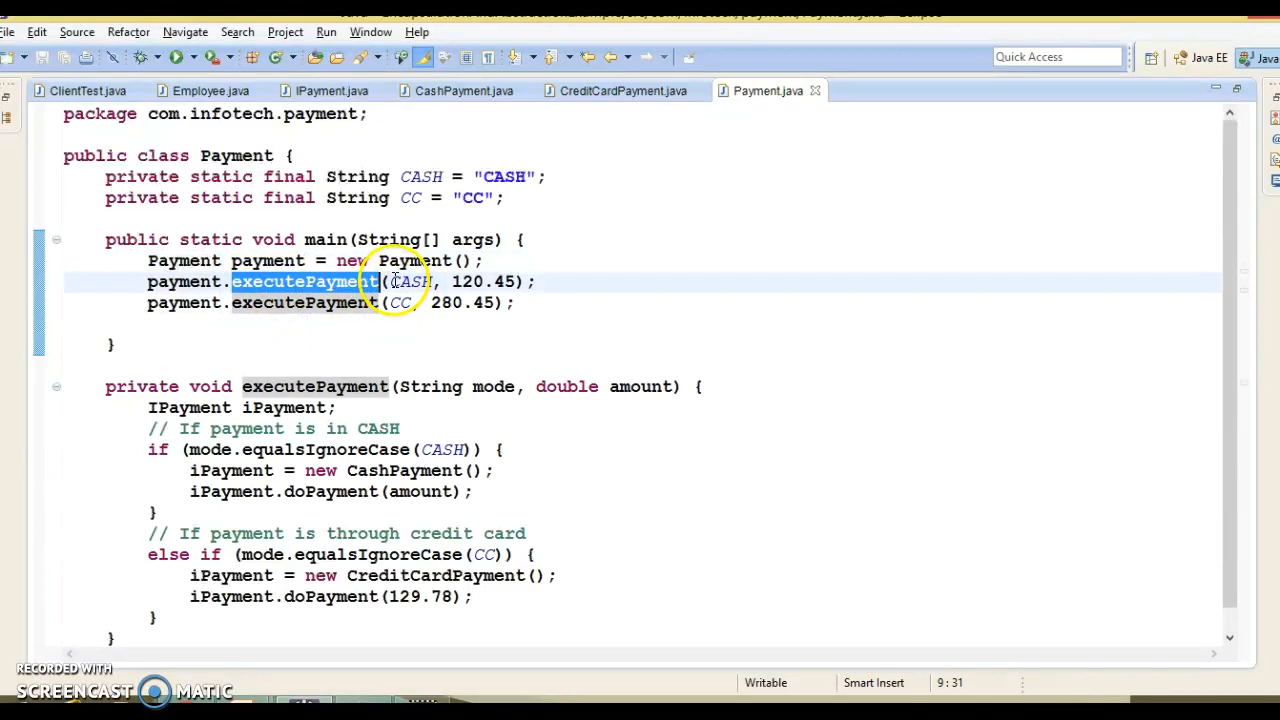 File Edit Source Refactor Navigate Search Project Run Window Help
Quick Access
Java EE
Java
ClientTest.java
Employee.java
IPayment.java
CashPayment.java
CreditCardPayment.java
Payment.java
package com.infotech.payment;
public class Payment {
private static final String CASH = "CASH";
private static final String CC = "CC";
public static void main(String[] args) {
Payment payment = new Payment();
payment.executePayment(CASH, 120.45);
payment.executePayment(CC, 280.45);
}
private void executePayment(String mode, double amount) {
IPayment iPayment;
// If payment is in CASH
if (mode.equalsIgnoreCase(CASH)) {
iPayment = new CashPayment();
iPayment.doPayment(amount);
}
// If payment is through credit card
else if (mode.equalsIgnoreCase(CC)) {
iPayment = new CreditCardPayment();
iPayment.doPayment(129.78);
}
}
RECORDED WITH
SCREENCAST MATIC
Writable
Smart Insert
9 : 31